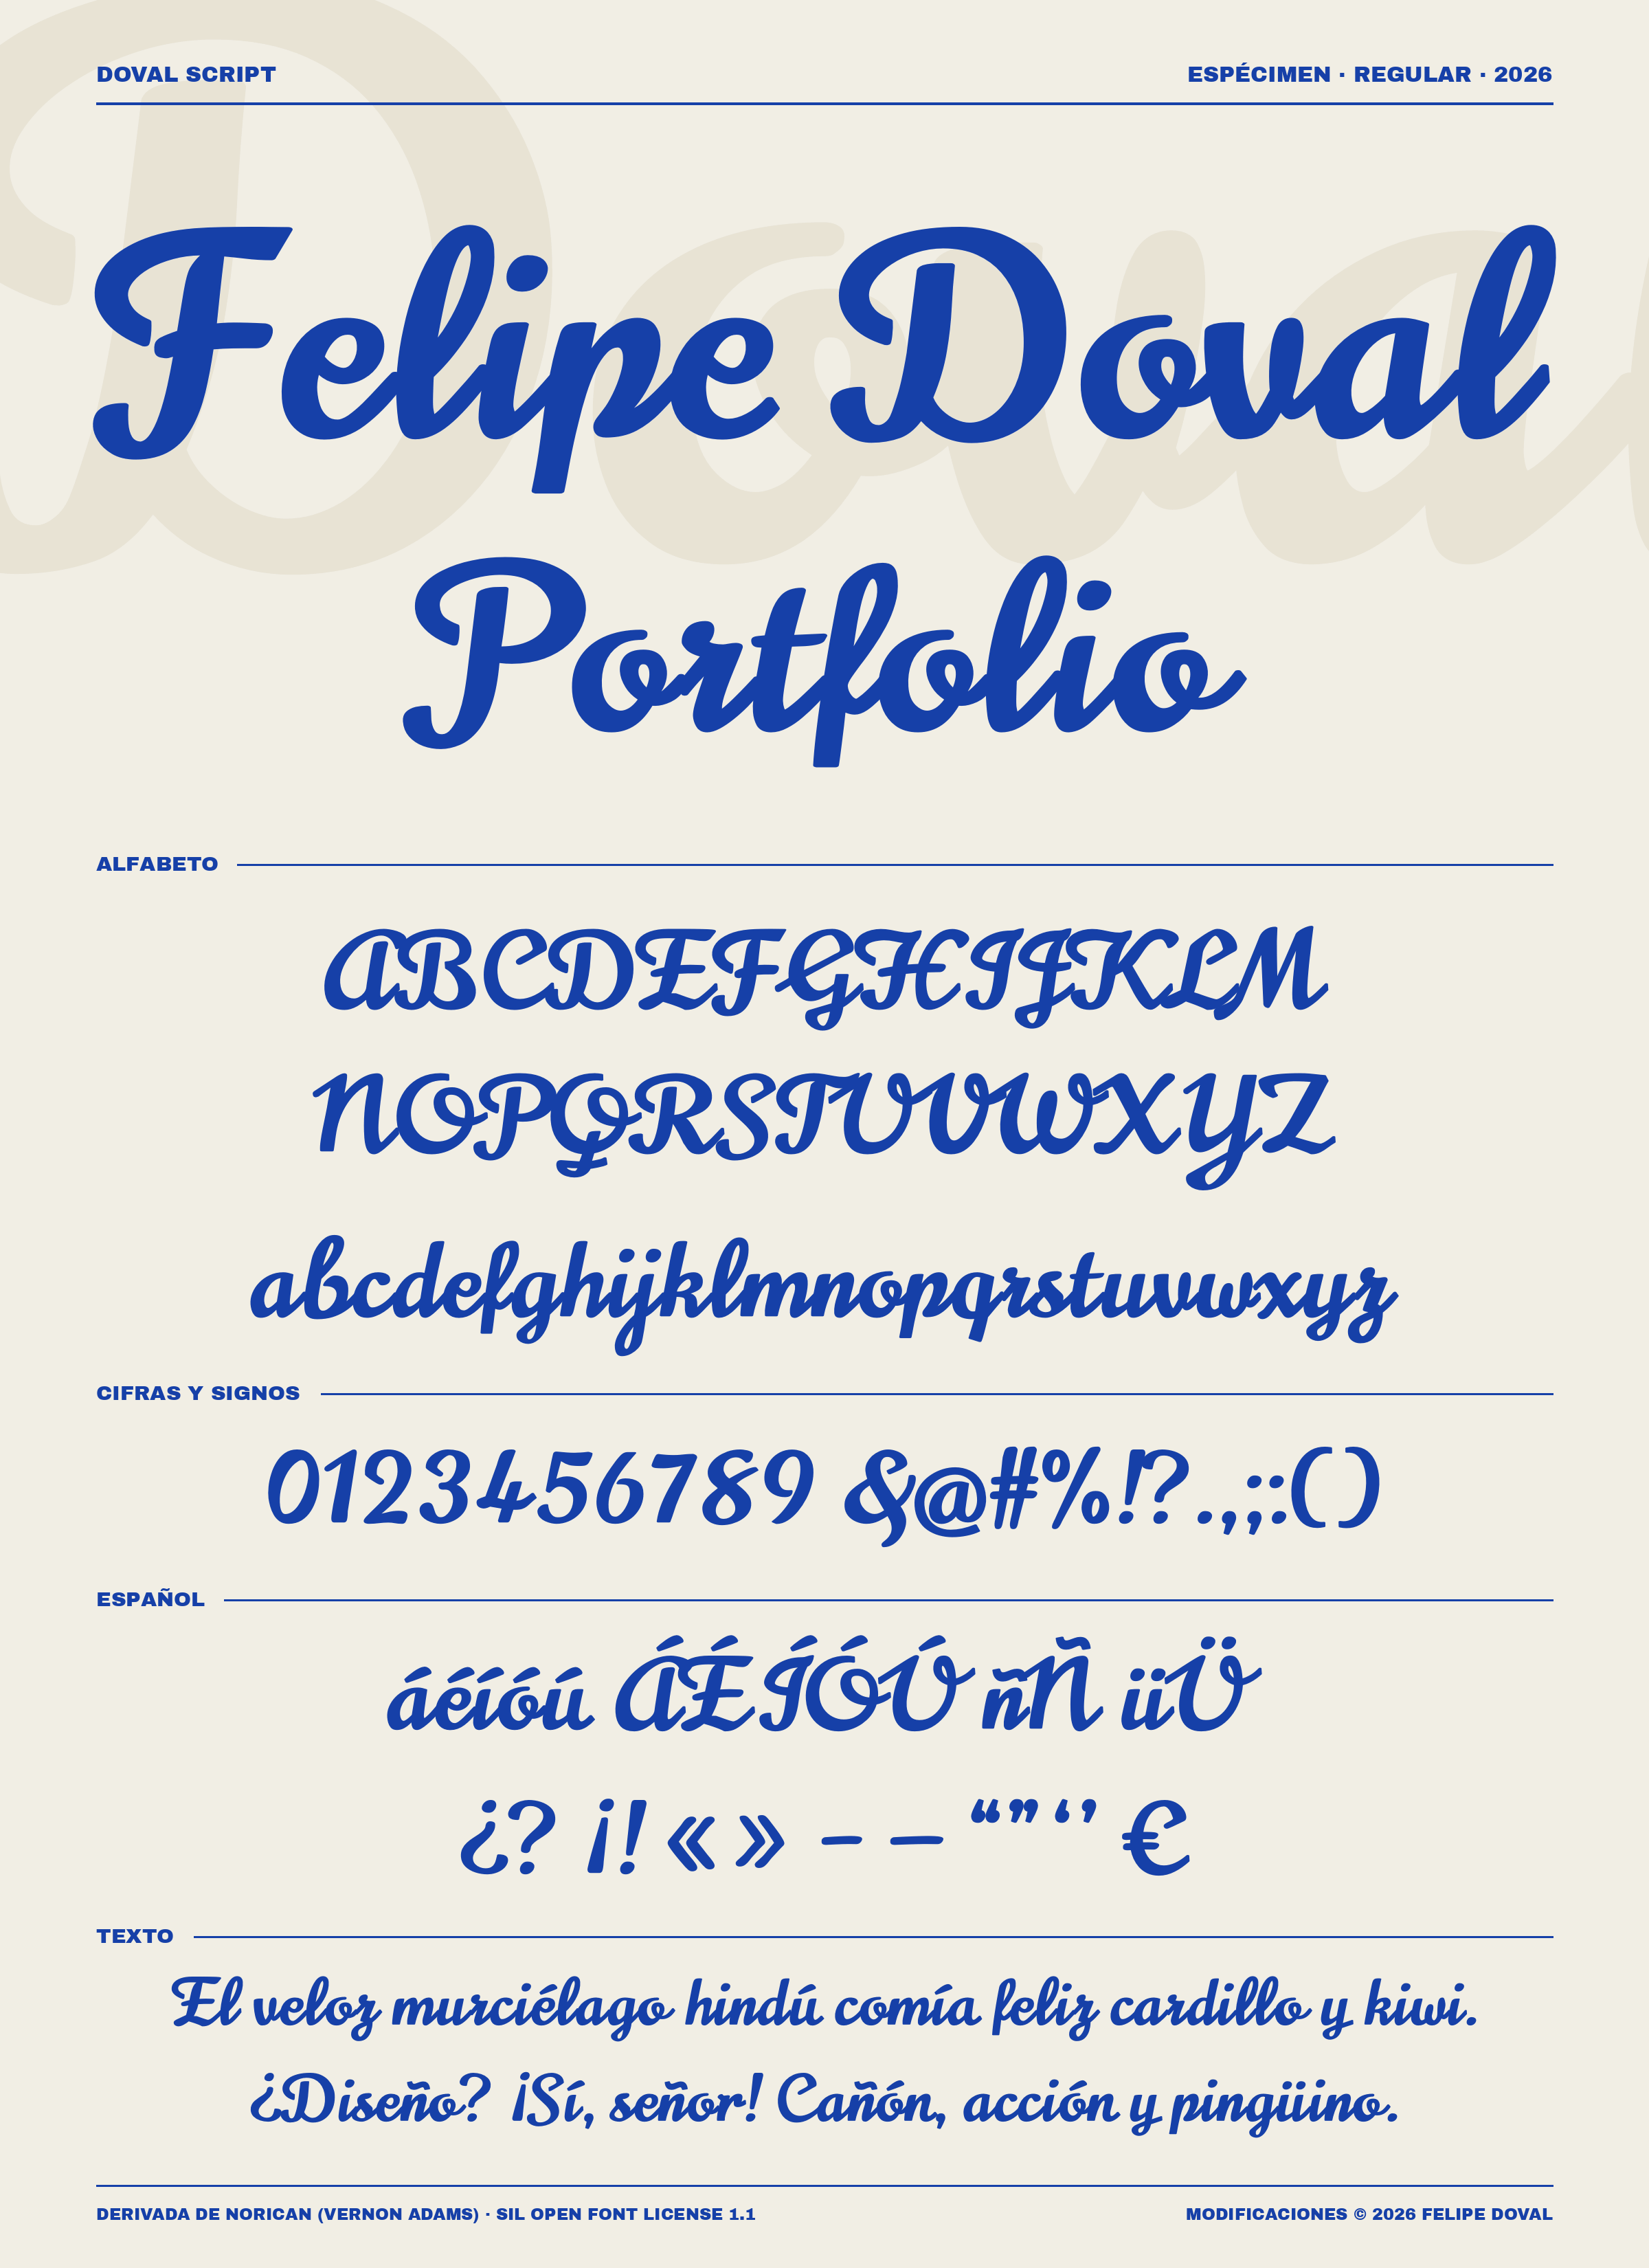 DOVAL SCRIPT
ESPÉCIMEN · REGULAR · 2026
Felipe Doval
Portfolio
ALFABETO
ABCDEFGHIJKLM
NOPQRSTUVWXYZ
abcdefghijklmnopqrstuvwxyz
CIFRAS Y SIGNOS
0123456789 &@#%!?.,;:()
ESPAÑOL
áéíóú ÁÉÍÓÚ ñÑ üÜ
¿? ¡! «» – — “” ‘’ €
TEXTO
El veloz murciélago hindú comía feliz cardillo y kiwi.
¿Diseño? ¡Sí, señor! Cañón, acción y pingüino.
DERIVADA DE NORICAN (VERNON ADAMS) · SIL OPEN FONT LICENSE 1.1
MODIFICACIONES © 2026 FELIPE DOVAL